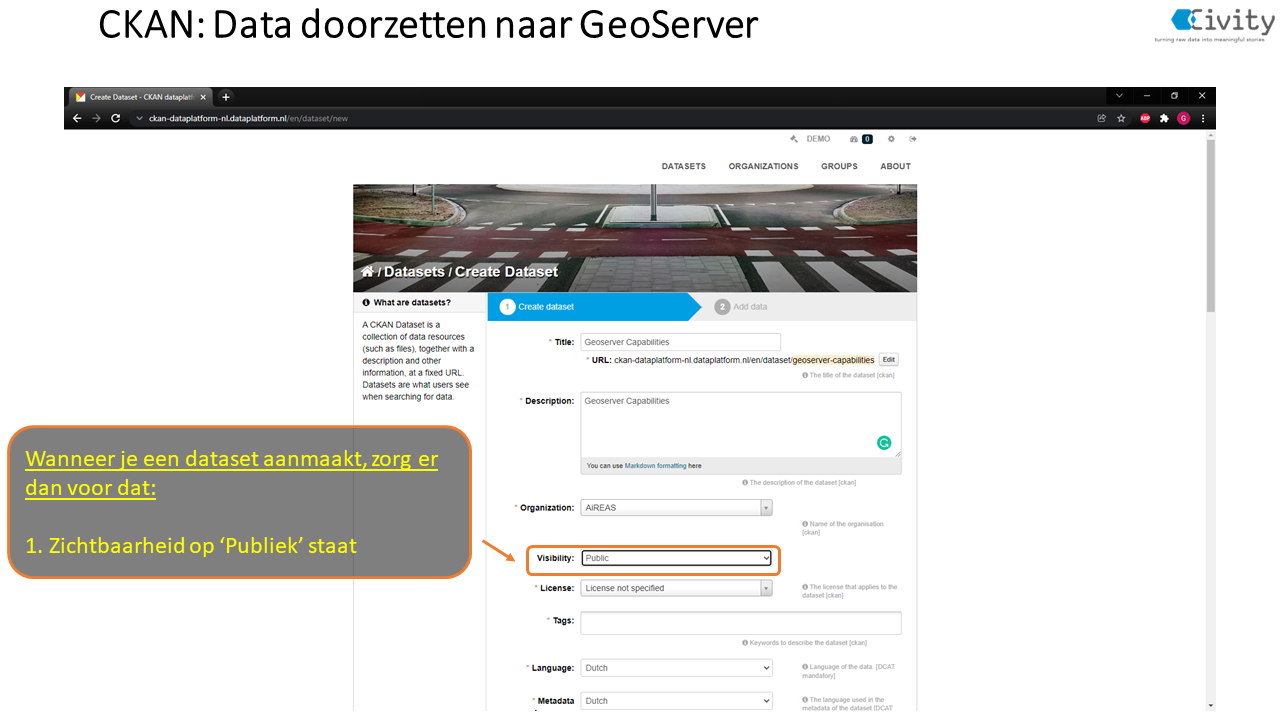 CKAN: Data doorzetten naar GeoServer
Civity
turning raw data into meaningful stories
Create Dataset - CKAN dataplatf
ckan-dataplatform-nl.dataplatform.nl/en/dataset/new
ABP
G
DEMO 0
DATASETS ORGANIZATIONS GROUPS ABOUT
/ Datasets / Create Dataset
What are datasets?
A CKAN Dataset is a
collection of data resources
(such as files), together with a
description and other
information, at a fixed URL.
Datasets are what users see
when searching for data.
1 Create dataset 2 Add data
* Title: Geoserver Capabilities
* URL: ckan-dataplatform-nl.dataplatform.nl/en/dataset/geoserver-capabilities Edit
The title of the dataset [ckan]
* Description: Geoserver Capabilities
You can use Markdown formatting here
The description of the dataset [ckan]
* Organization: AiREAS
Name of the organisation
[ckan]
Visibility: Public
* License: License not specified
The license that applies to the
dataset [ckan]
* Tags:
Keywords to describe the dataset [ckan]
* Language: Dutch
Language of the data. [DCAT
mandatory]
* Metadata Dutch
The language used in the
metadata of the dataset [DCAT
Wanneer je een dataset aanmaakt, zorg er
dan voor dat:
1. Zichtbaarheid op ‘Publiek’ staat